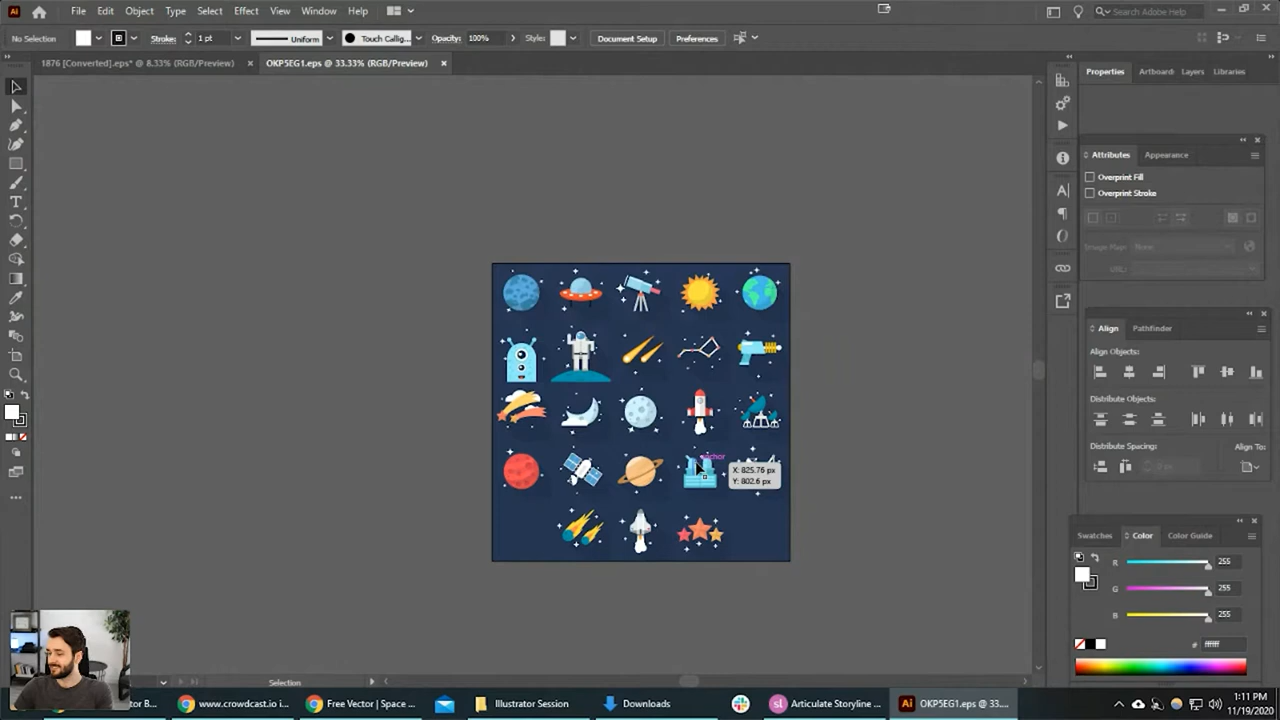 Ai File Edit Object Type Select Effect View Window Help Search Adobe Help
No Selection Stroke: 1 pt Uniform Touch Callig... Opacity: 100% Style: Document Setup Preferences
1876 [Converted].eps* @ 8.33% (RGB/Preview) × OKP5EG1.eps @ 33.33% (RGB/Preview) ×
Properties Artboard Layers Libraries
Attributes Appearance
Overprint Fill
Overprint Stroke
Image Map: None
URL:
Align Pathfinder
Align Objects:
Distribute Objects:
Distribute Spacing: Align To:
0 px
anchor
X: 825.76 px
Y: 802.6 px
Swatches Color Color Guide
R 255
G 255
B 255
# ffffff
Selection
www.crowdcast.io i... Free Vector | Space ... Illustrator Session Downloads Articulate Storyline ... OKP5EG1.eps @ 33....
1:11 PM
11/19/2020